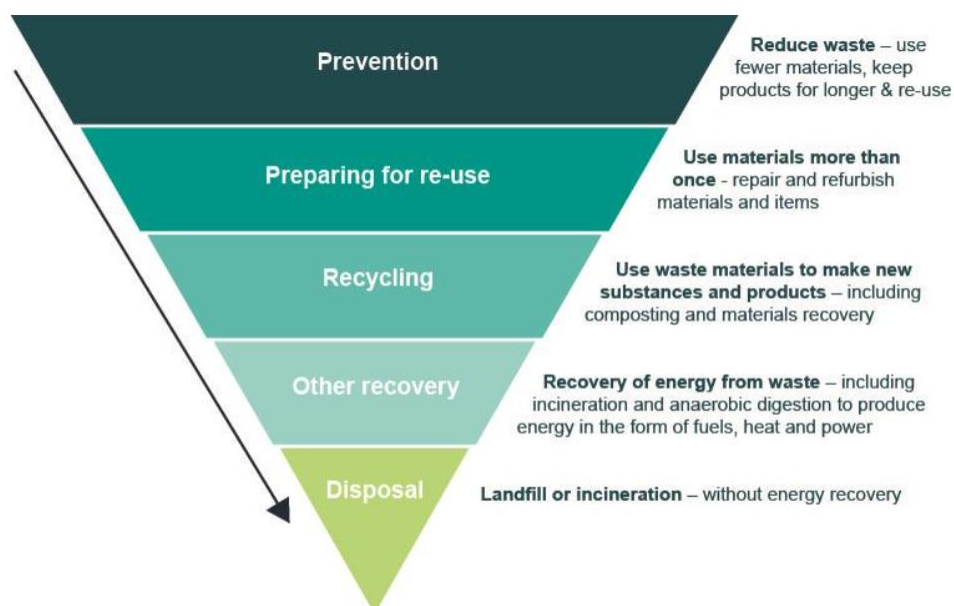 Prevention
Reduce waste – use
fewer materials, keep
products for longer & re-use
Preparing for re-use
Use materials more than
once - repair and refurbish
materials and items
Recycling
Use waste materials to make new
substances and products – including
composting and materials recovery
Other recovery
Recovery of energy from waste – including
incineration and anaerobic digestion to produce
energy in the form of fuels, heat and power
Disposal
Landfill or incineration – without energy recovery